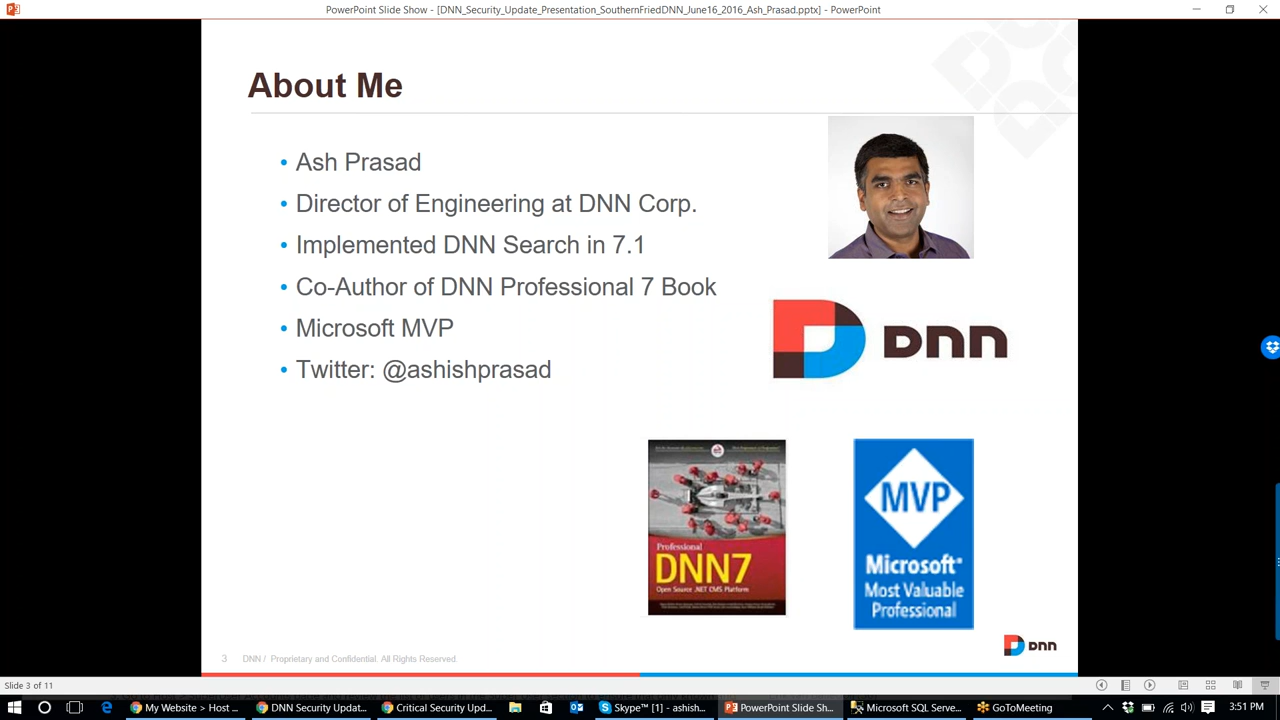 PowerPoint Slide Show - [DNN_Security_Update_Presentation_SouthernFriedDNN_June16_2016_Ash_Prasad.pptx] - PowerPoint
About Me
• Ash Prasad
• Director of Engineering at DNN Corp.
• Implemented DNN Search in 7.1
• Co-Author of DNN Professional 7 Book
• Microsoft MVP
• Twitter: @ashishprasad
DNN
Professional
DNN7
Open Source .NET CMS Platform
MVP
Microsoft®
Most Valuable
Professional
3 DNN / Proprietary and Confidential. All Rights Reserved.
DNN
Slide 3 of 11
My Website > Host ...
DNN Security Updat...
Critical Security Upd...
Skype™ [1] - ashish...
PowerPoint Slide Sh...
Microsoft SQL Serve...
GoToMeeting
3:51 PM